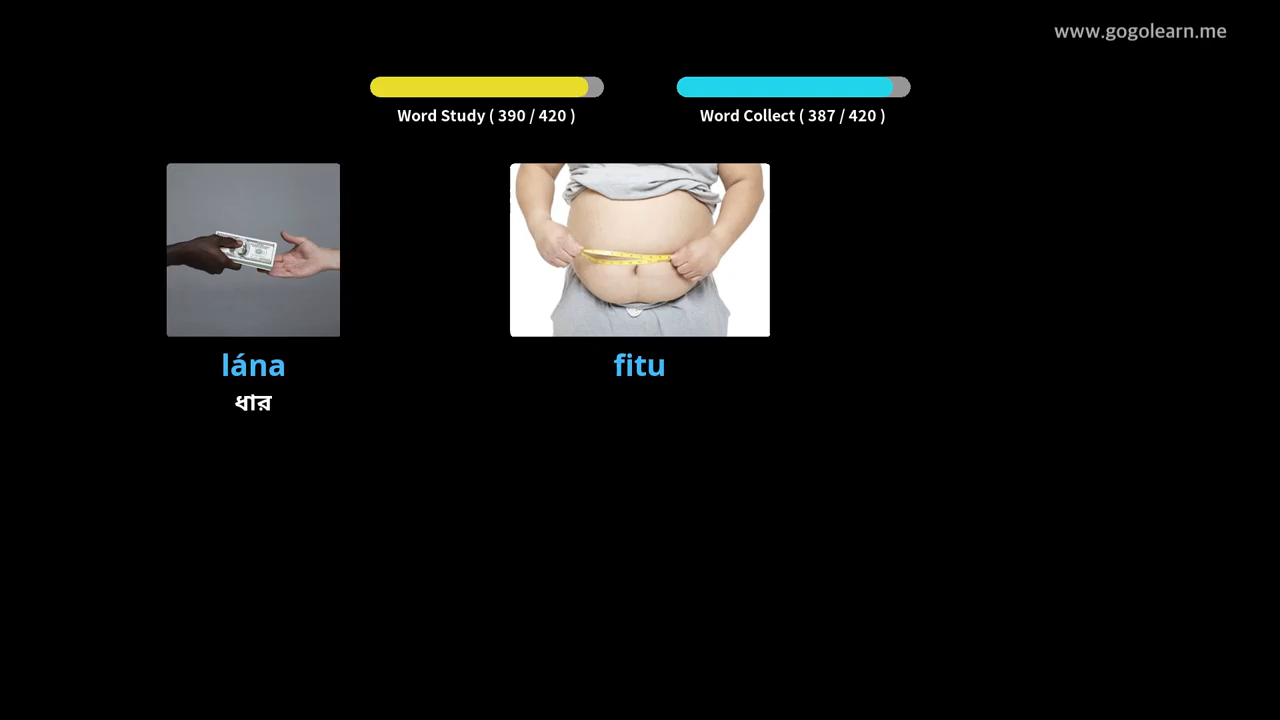 www.gogolearn.me
Word Study ( 390 / 420 )
Word Collect ( 387 / 420 )
lána
fitu
ধার